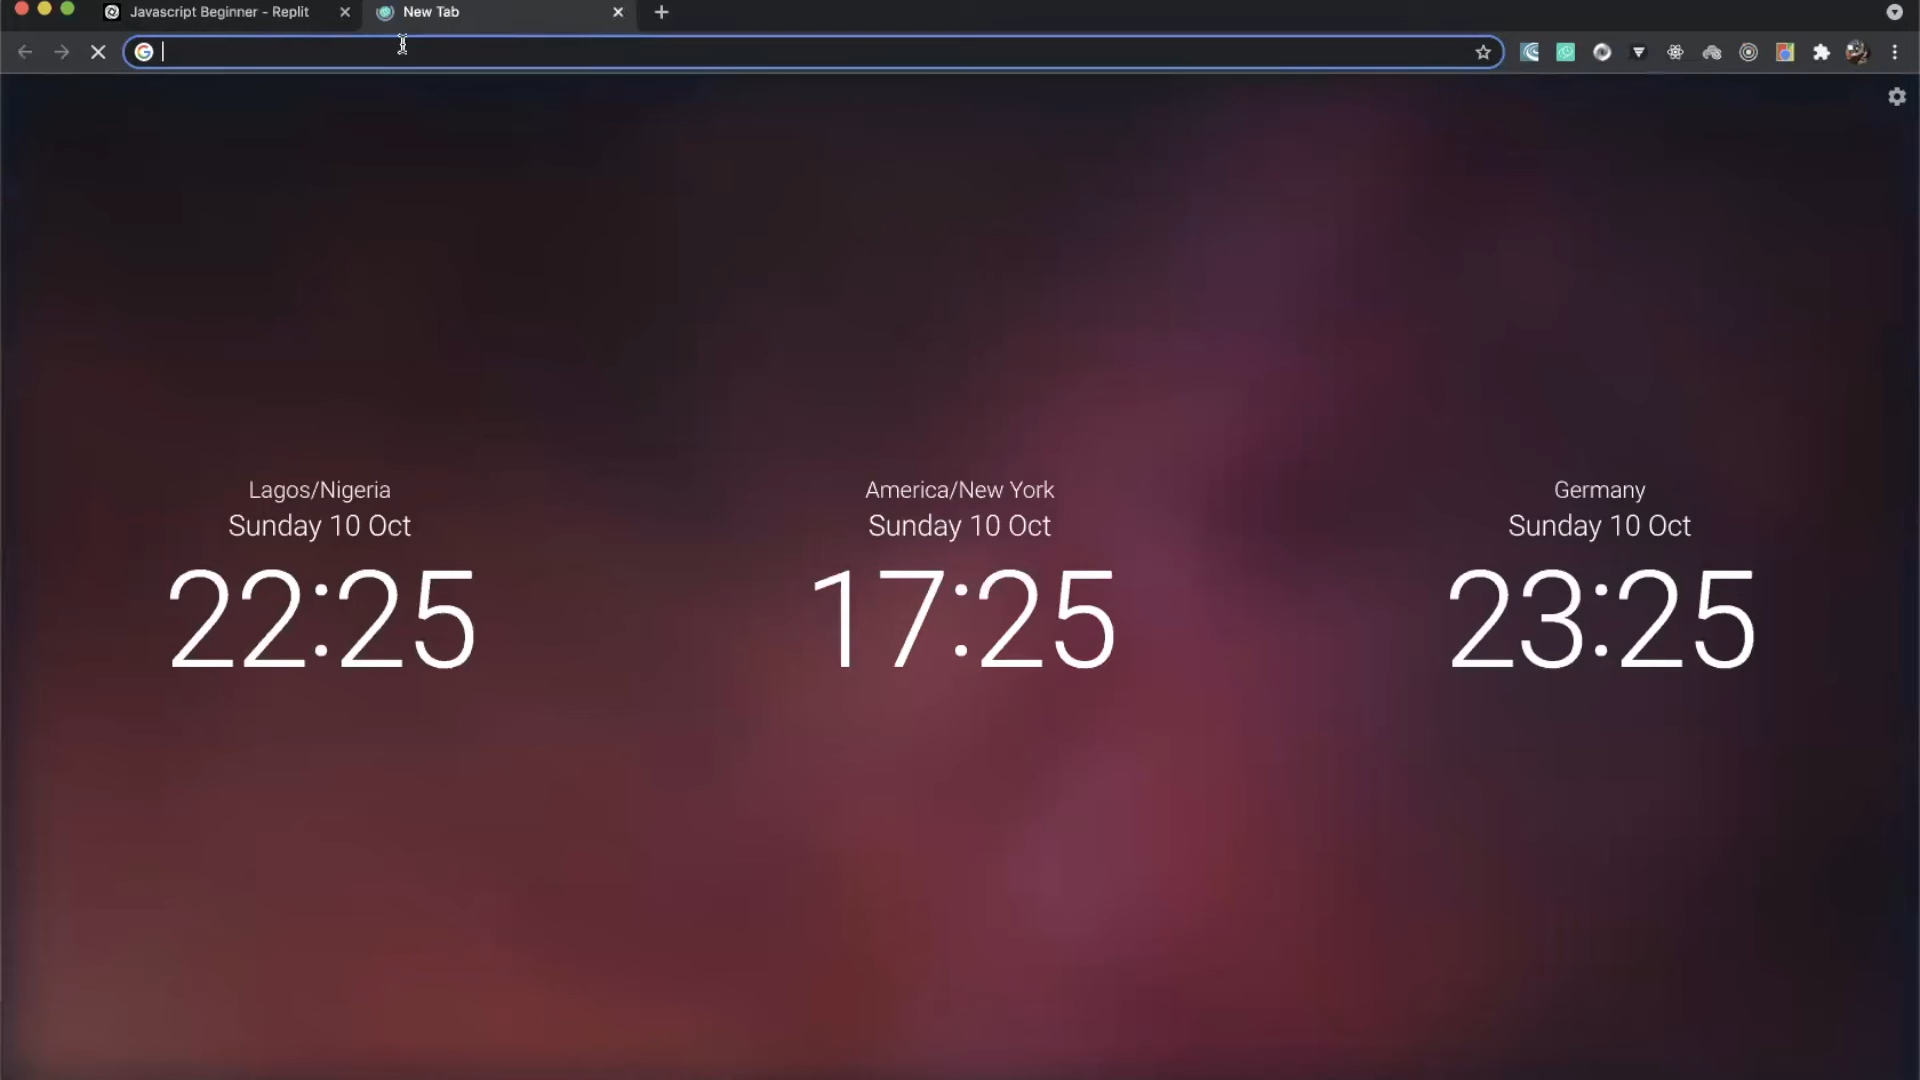 Javascript Beginner - Replit
New Tab
Lagos/Nigeria
Sunday 10 Oct
22:25
America/New York
Sunday 10 Oct
17:25
Germany
Sunday 10 Oct
23:25